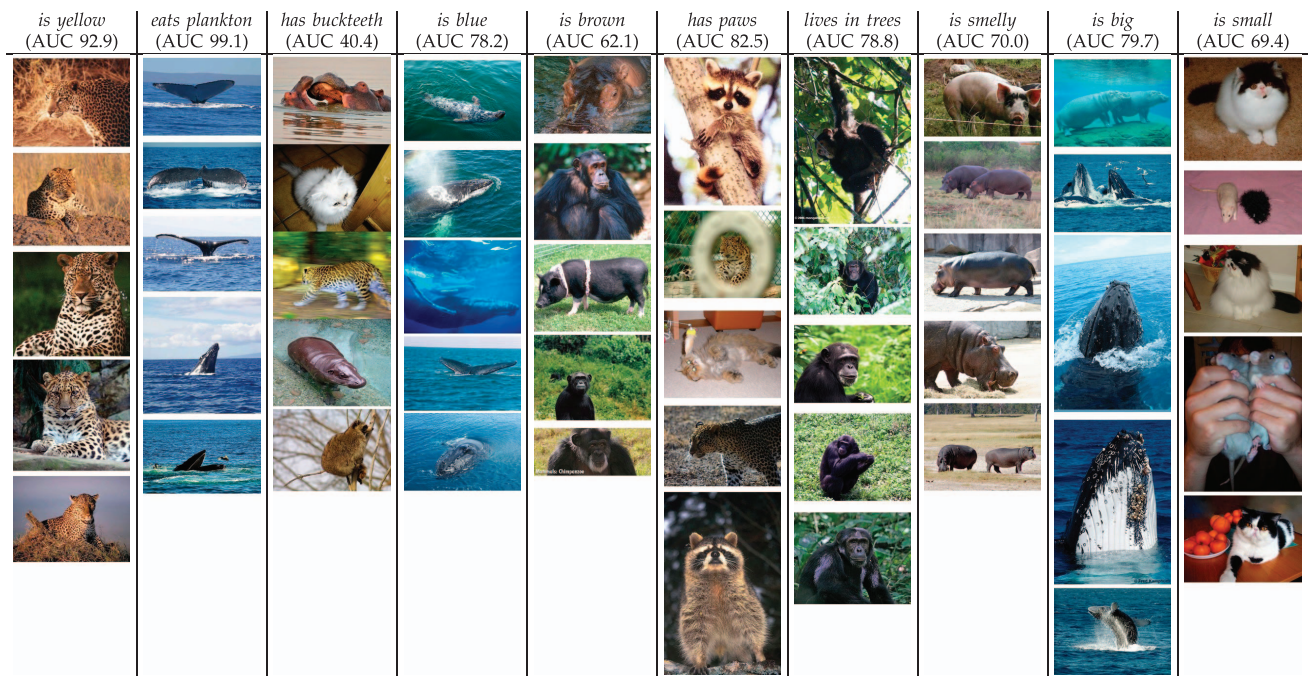 is yellow
(AUC 92.9)
eats plankton
(AUC 99.1)
has buckteeth
(AUC 40.4)
is blue
(AUC 78.2)
is brown
(AUC 62.1)
has paws
(AUC 82.5)
lives in trees
(AUC 78.8)
is smelly
(AUC 70.0)
is big
(AUC 79.7)
is small
(AUC 69.4)